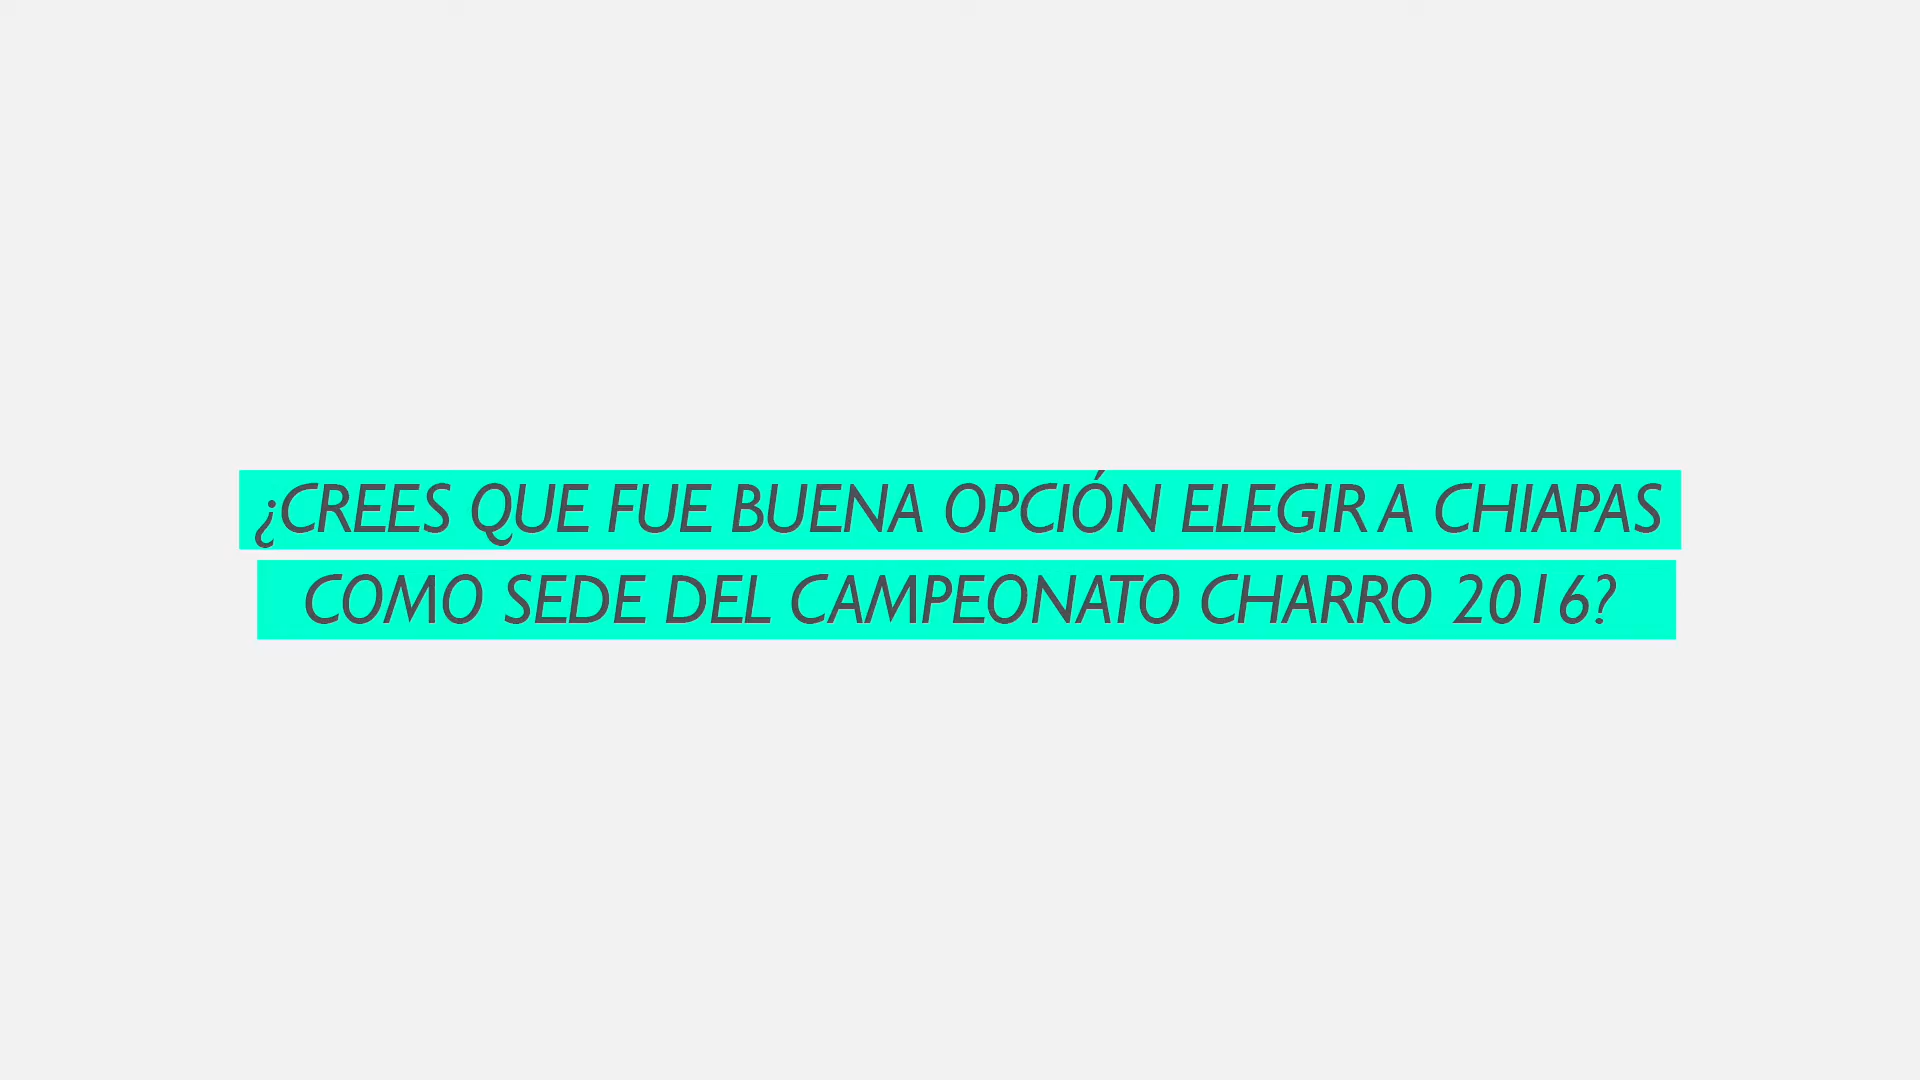 ¿CREES QUE FUE BUENA OPCIÓN ELEGIR A CHIAPAS
COMO SEDE DEL CAMPEONATO CHARRO 2016?